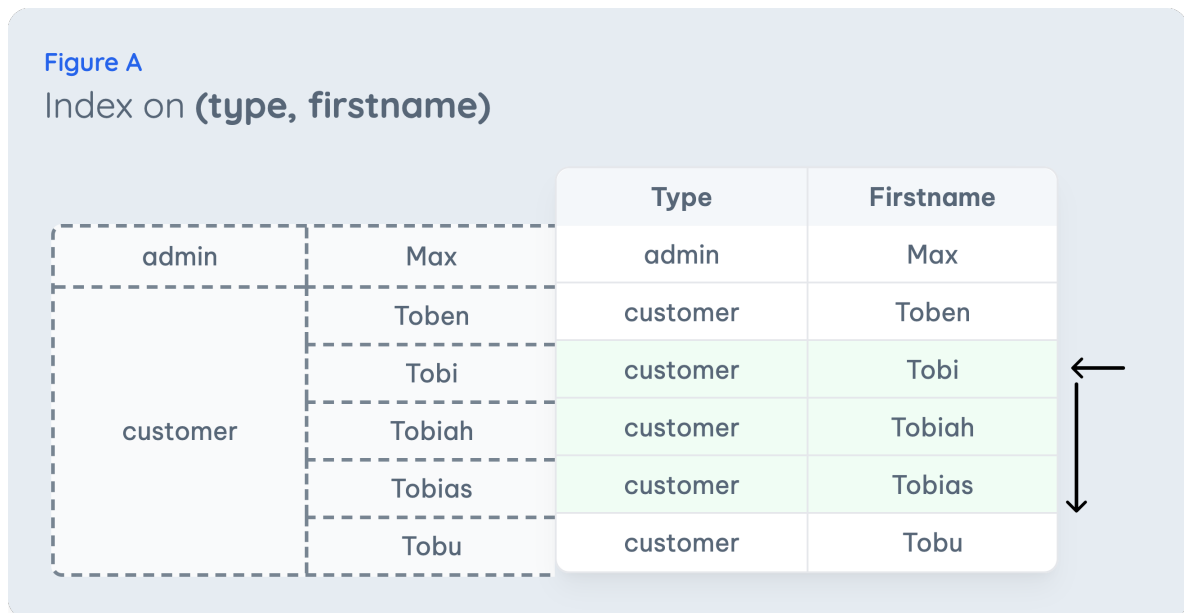 Figure A
Index on (type, firstname)
Type Firstname
admin Max admin Max
Toben customer Toben
Tobi customer Tobi
customer Tobiah customer Tobiah
Tobias customer Tobias
Tobu customer Tobu